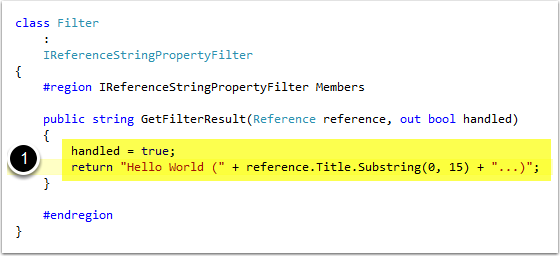 class Filter
:
IReferenceStringPropertyFilter
{
#region IReferenceStringPropertyFilter Members
public string GetFilterResult(Reference reference, out bool handled)
{
1
handled = true;
return "Hello World (" + reference.Title.Substring(0, 15) + "...)";
}
#endregion
}